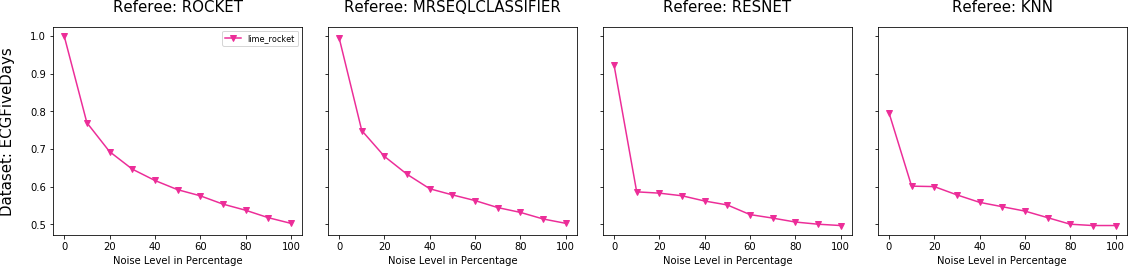 Referee: ROCKET
Referee: MRSEQLCLASSIFIER
Referee: RESNET
Referee: KNN
Dataset: ECGFiveDays
1.0
0.9
0.8
0.7
0.6
0.5
lime_rocket
0 20 40 60 80 100
0 20 40 60 80 100
0 20 40 60 80 100
0 20 40 60 80 100
Noise Level in Percentage
Noise Level in Percentage
Noise Level in Percentage
Noise Level in Percentage